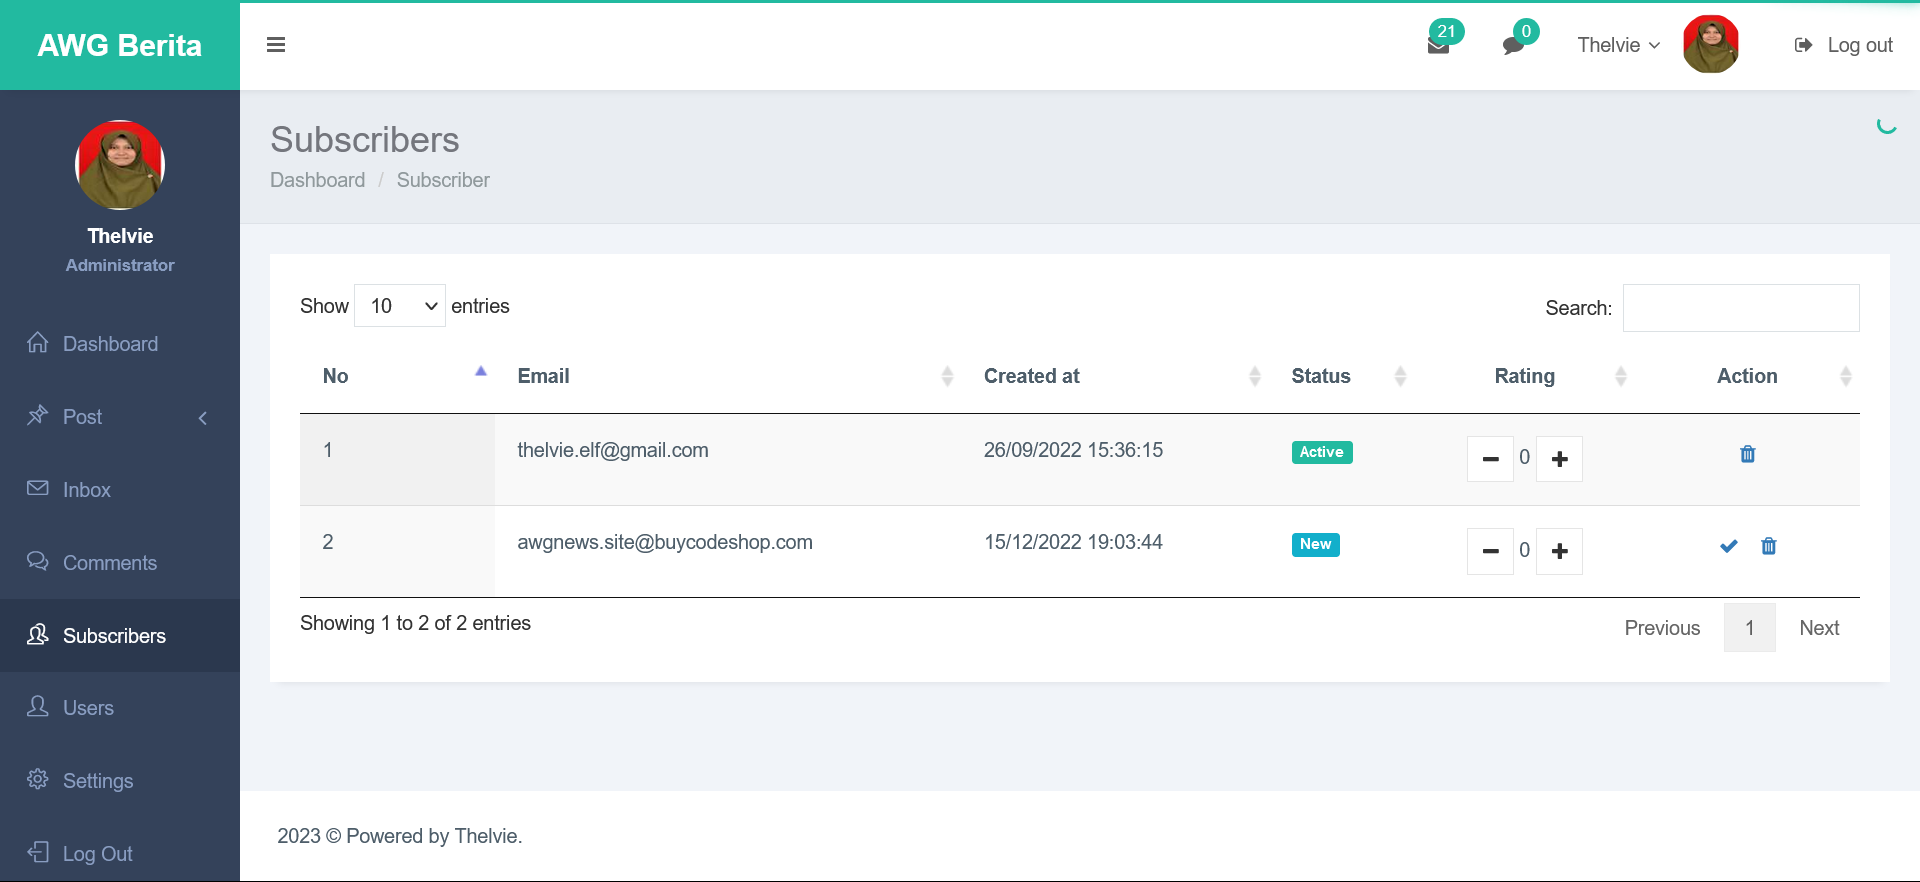 AWG Berita
21
0
Thelvie
Log out
Thelvie
Administrator
Dashboard
Post
Inbox
Comments
Subscribers
Users
Settings
Log Out
Subscribers
Dashboard / Subscriber
Show 10 entries
Search:
No Email Created at Status Rating Action
1 thelvie.elf@gmail.com 26/09/2022 15:36:15 Active 0
2 awgnews.site@buycodeshop.com 15/12/2022 19:03:44 New 0
Showing 1 to 2 of 2 entries
Previous 1 Next
2023 © Powered by Thelvie.